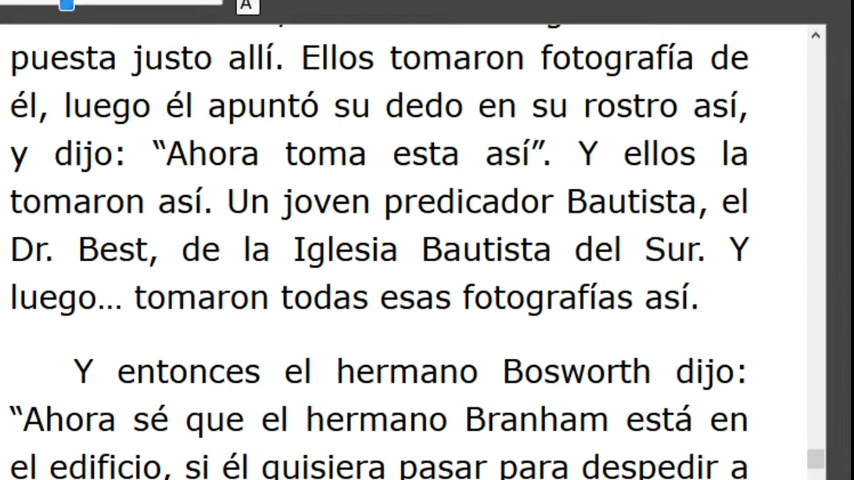 A
puesta justo allí. Ellos tomaron fotografía de
él, luego él apuntó su dedo en su rostro así,
y dijo: “Ahora toma esta así”. Y ellos la
tomaron así. Un joven predicador Bautista, el
Dr. Best, de la Iglesia Bautista del Sur. Y
luego... tomaron todas esas fotografías así.
Y entonces el hermano Bosworth dijo:
“Ahora sé que el hermano Branham está en
el edificio, si él quisiera pasar para despedir a